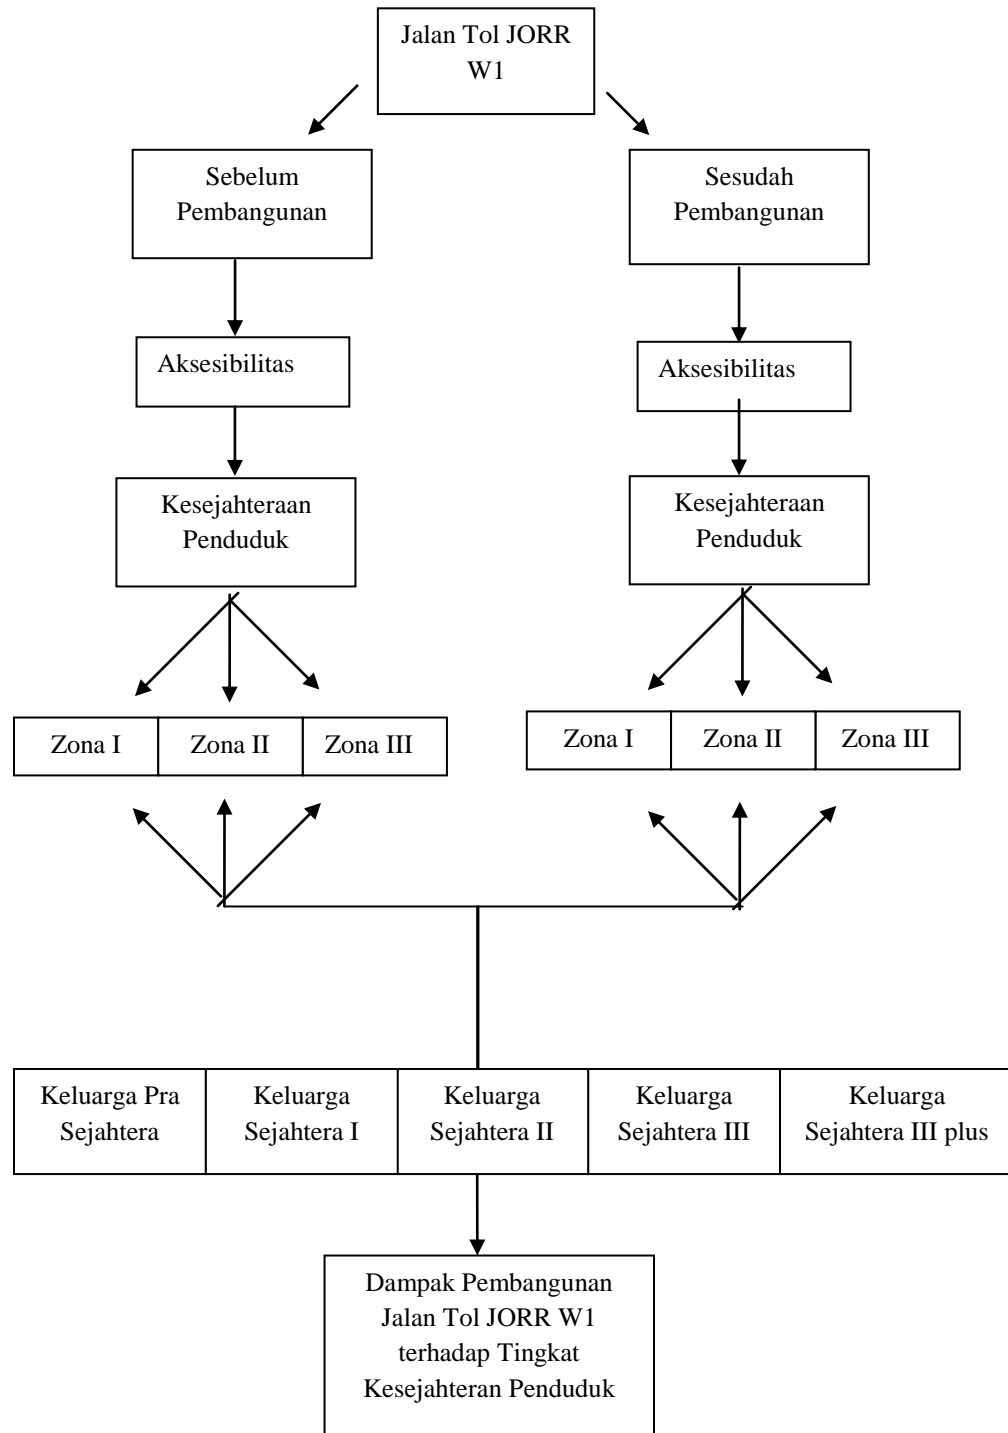 Jalan Tol JORR
W1
Sebelum
Pembangunan
Sesudah
Pembangunan
Aksesibilitas
Aksesibilitas
Kesejahteraan
Penduduk
Kesejahteraan
Penduduk
Zona I
Zona II
Zona III
Zona I
Zona II
Zona III
Keluarga Pra
Sejahtera
Keluarga
Sejahtera I
Keluarga
Sejahtera II
Keluarga
Sejahtera III
Keluarga
Sejahtera III plus
Dampak Pembangunan
Jalan Tol JORR W1
terhadap Tingkat
Kesejahteran Penduduk